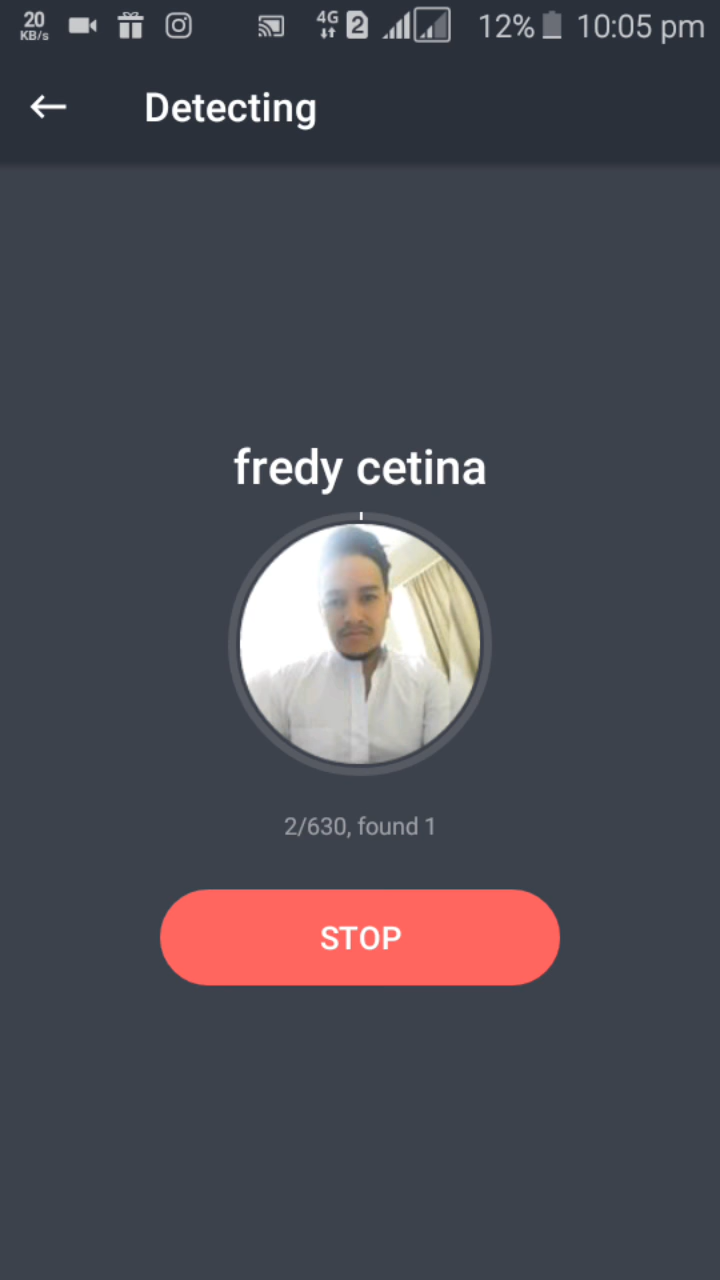 20
KB/s
4G
2
12%
10:05 pm
Detecting
fredy cetina
2/630, found 1
STOP